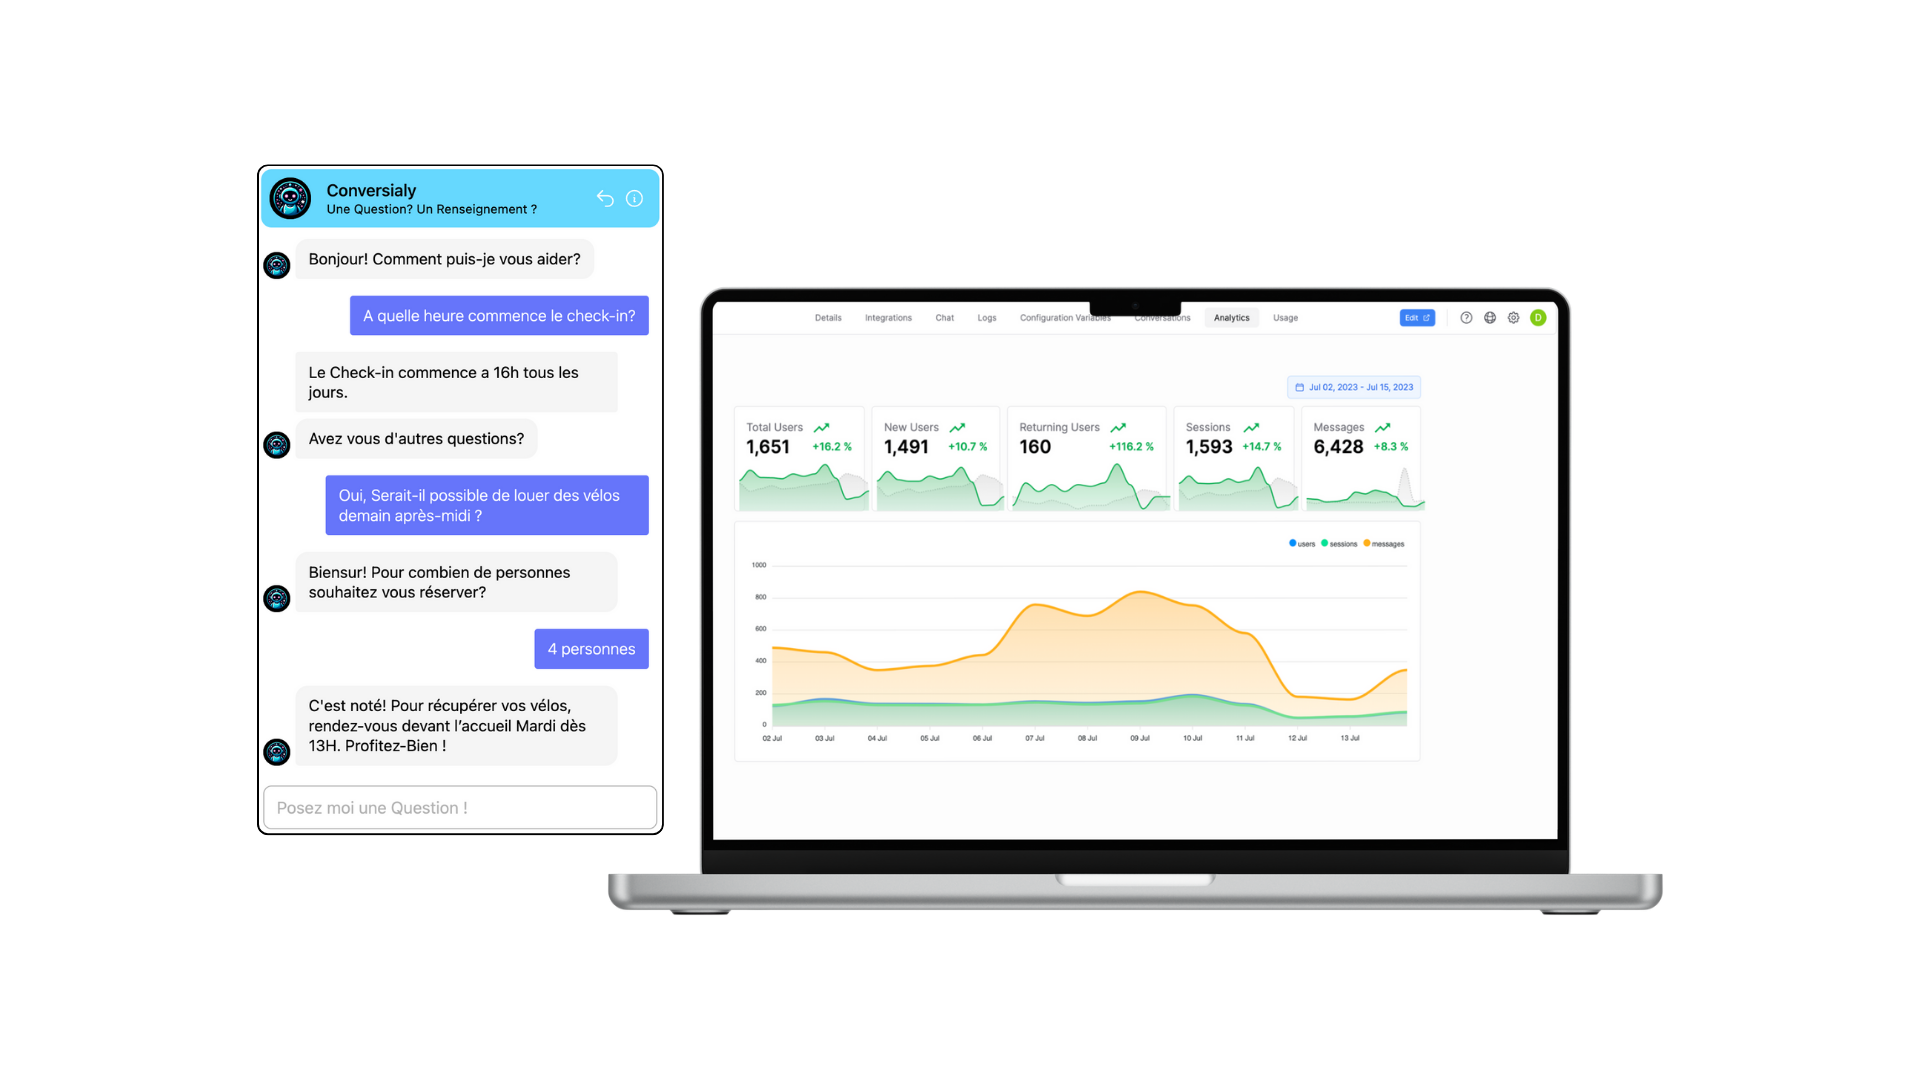 Conversialy
Une Question? Un Renseignement ?
Bonjour! Comment puis-je vous aider?
A quelle heure commence le check-in?
Le Check-in commence a 16h tous les
jours.
Avez vous d'autres questions?
Oui, Serait-il possible de louer des vélos
demain après-midi ?
Biensur! Pour combien de personnes
souhaitez vous réserver?
4 personnes
C'est noté! Pour récupérer vos vélos,
rendez-vous devant l'accueil Mardi dès
13H. Profitez-Bien !
Posez moi une Question !
Details Integrations Chat Logs Configuration Variables Conversations Analytics Usage Edit D
Jul 02, 2023 - Jul 15, 2023
Total Users
1,651 +16.2 %
New Users
1,491 +10.7 %
Returning Users
160 +116.2 %
Sessions
1,593 +14.7 %
Messages
6,428 +8.3 %
users sessions messages
1000
800
600
400
200
0
02 Jul 03 Jul 04 Jul 05 Jul 06 Jul 07 Jul 08 Jul 09 Jul 10 Jul 11 Jul 12 Jul 13 Jul